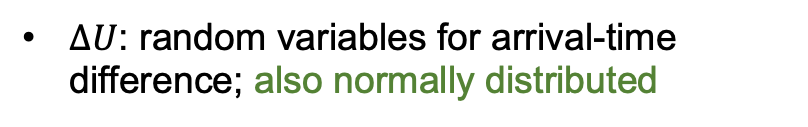 • Δ𝑈: random variables for arrival-time
difference; also normally distributed